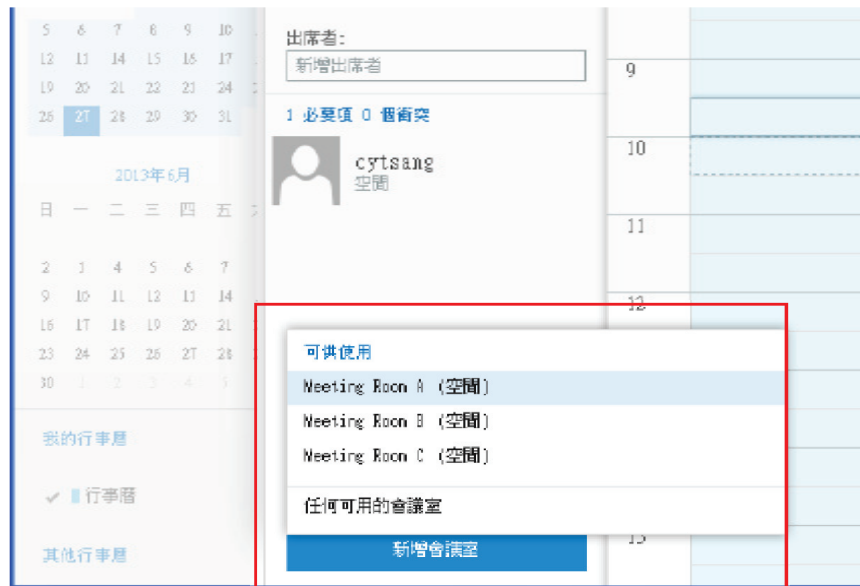 5 6 7 8 9 10
12 13 14 15 16 17
19 20 21 22 23 24
26 27 28 29 30 31
2013年6月
日 一 二 三 四 五
2 3 4 5 6 7
9 10 11 12 13 14
16 17 18 19 20 21
23 24 25 26 27 28
30 1 2 3 4 5
我的行事曆
行事曆
其他行事曆
出席者:
新增出席者
1 必要項 0 個衝突
cytsang
空閒
可供使用
Meeting Room A (空閒)
Meeting Room B (空閒)
Meeting Room C (空閒)
任何可用的會議室
新增會議室
9
10
11
12
13